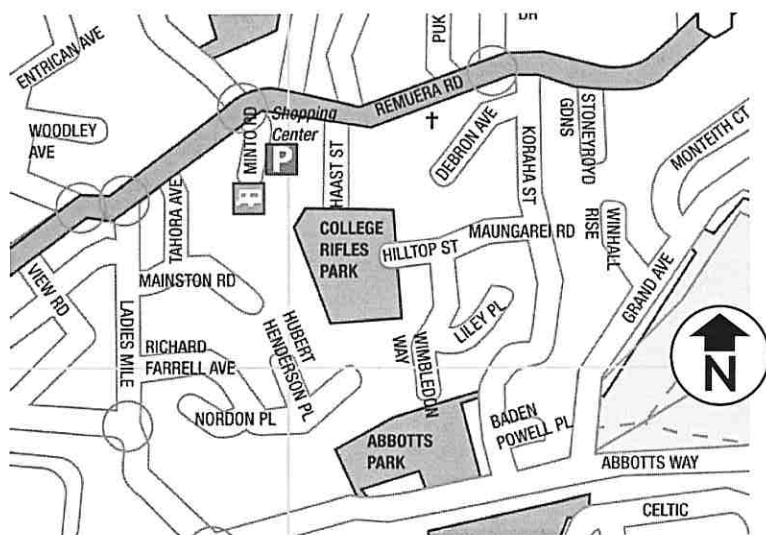 DR
PUK
ENTRICAN AVE
REMUERA RD
Shopping
Center
P
MINTO RD
WOODLEY
AVE
HAAST ST
DEBRON AVE
KORAHA ST
STONEYROYD
GDNS
MONTEITH CT
TAHORA AVE
COLLEGE
RIFLES
PARK
HILLTOP ST
MAUNGAREI RD
WINHALL
RISE
VIEW RD
MAINSTON RD
LADIES MILE
GRAND AVE
LILEY PL
WIMBLEDON
WAY
HUBERT
HENDERSON PL
RICHARD
FARRELL AVE
N
NORDON PL
BADEN
POWELL PL
ABBOTTS
PARK
ABBOTTS WAY
CELTIC